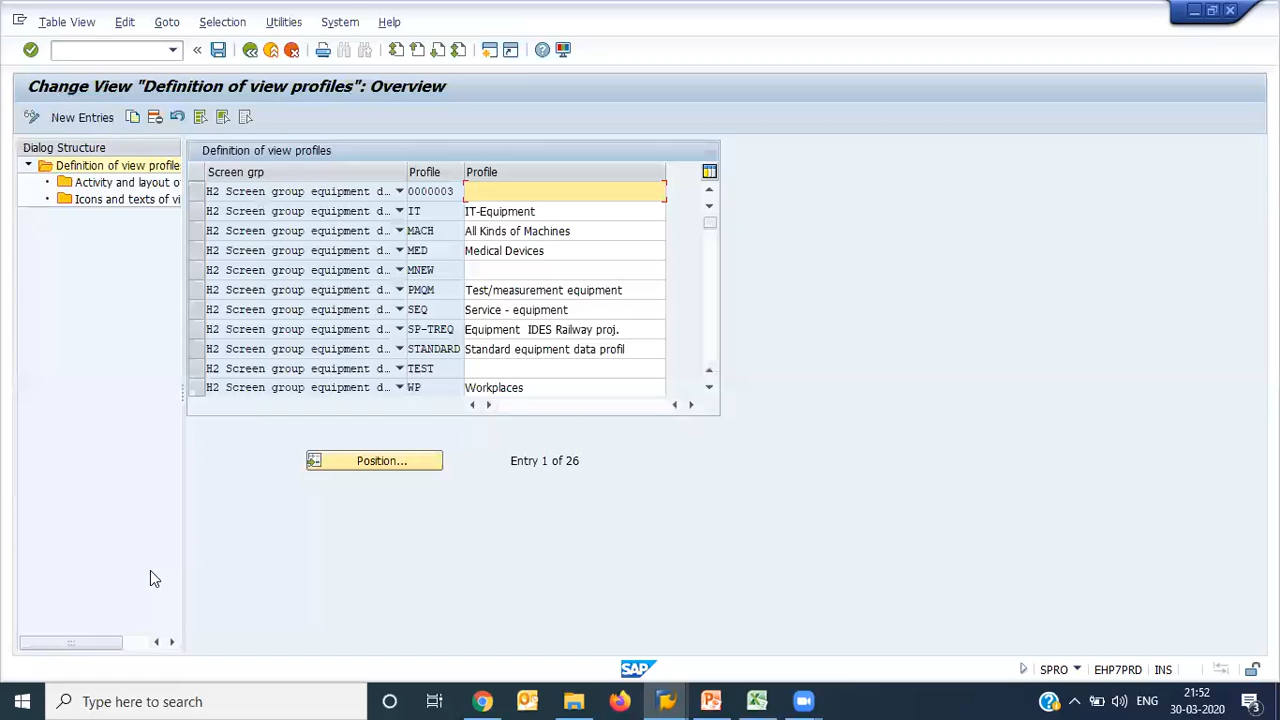 Table View Edit Goto Selection Utilities System Help
Change View "Definition of view profiles": Overview
New Entries
Dialog Structure
Definition of view profile
Activity and layout o
Icons and texts of vi
Definition of view profiles
Screen grp Profile Profile
H2 Screen group equipment d… 0000003
H2 Screen group equipment d… IT IT-Equipment
H2 Screen group equipment d… MACH All Kinds of Machines
H2 Screen group equipment d… MED Medical Devices
H2 Screen group equipment d… MNEW
H2 Screen group equipment d… PMQM Test/measurement equipment
H2 Screen group equipment d… SEQ Service - equipment
H2 Screen group equipment d… SP-TREQ Equipment IDES Railway proj.
H2 Screen group equipment d… STANDARD Standard equipment data profil
H2 Screen group equipment d… TEST
H2 Screen group equipment d… WP Workplaces
Position... Entry 1 of 26
SAP
SPRO EHP7PRD INS
Type here to search
ENG
21:52
30-03-2020
3